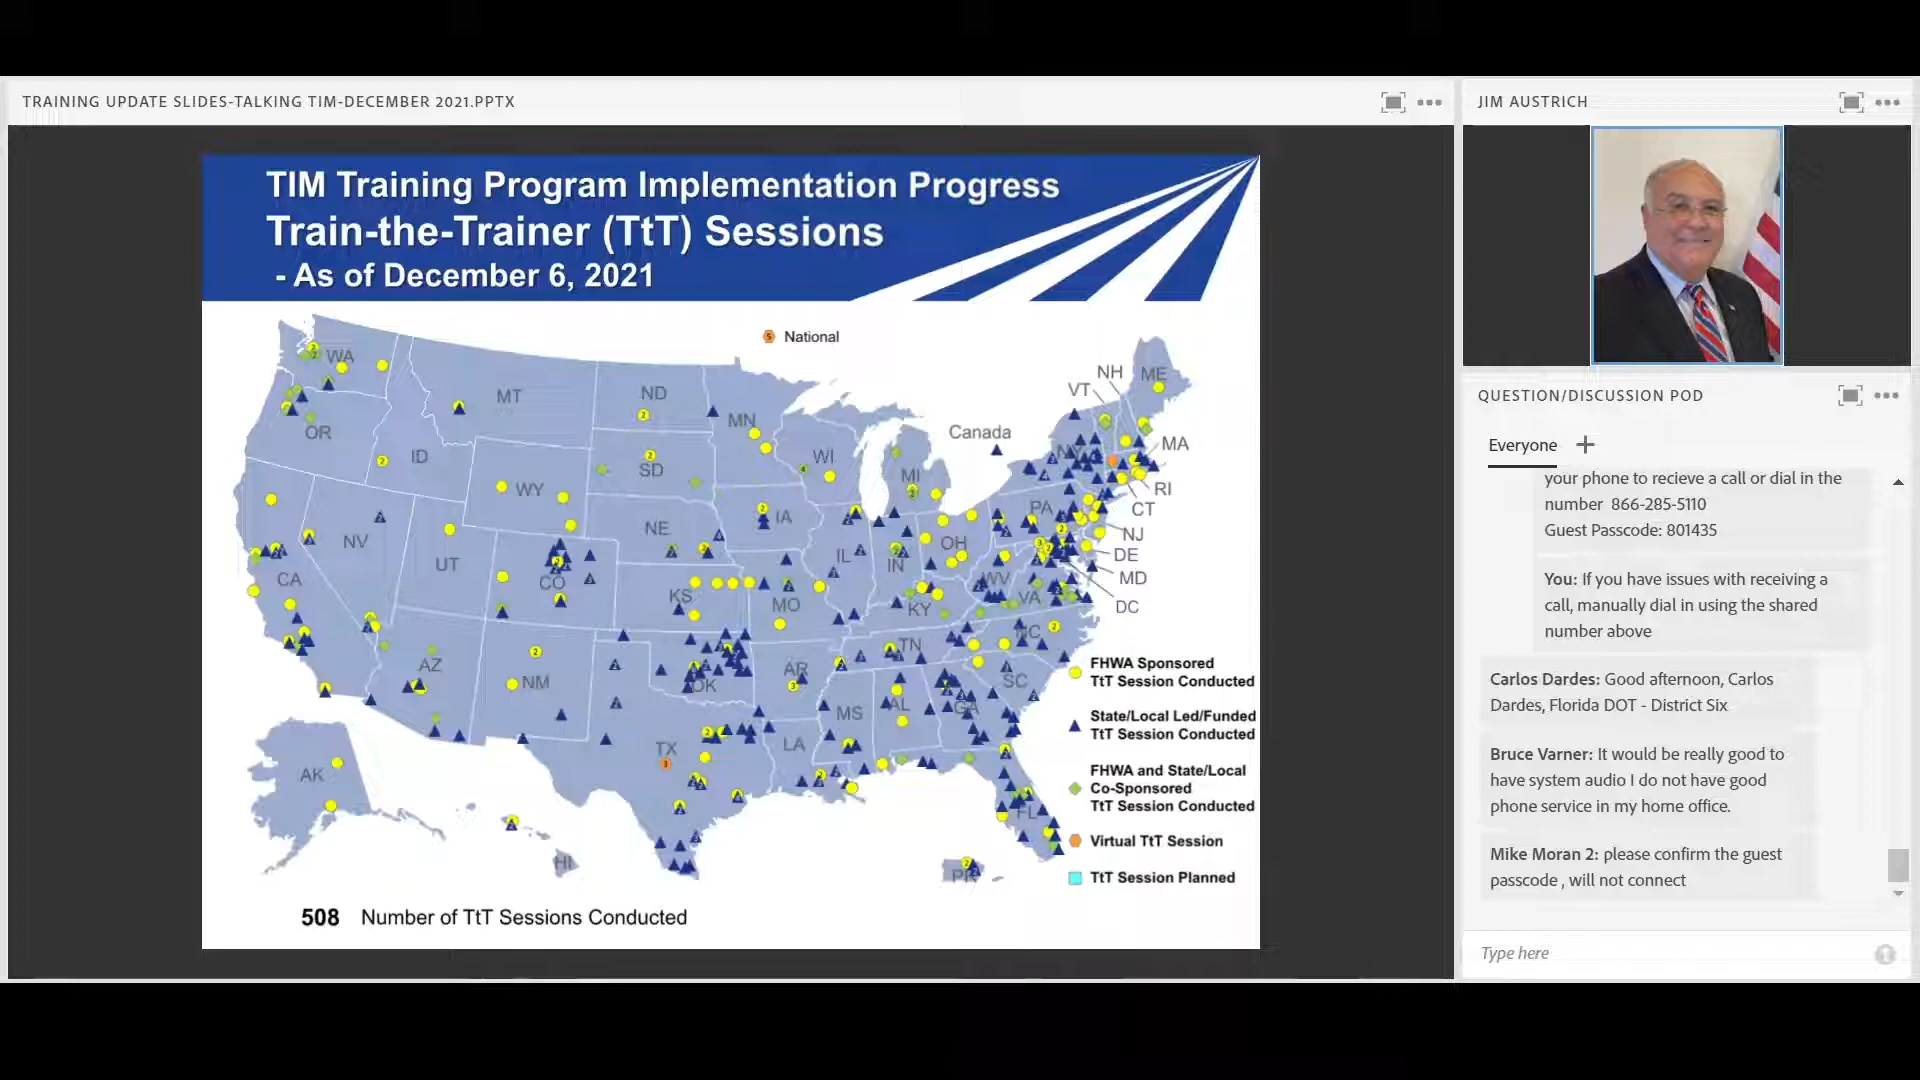 TRAINING UPDATE SLIDES-TALKING TIM-DECEMBER 2021.PPTX
TIM Training Program Implementation Progress
Train-the-Trainer (TtT) Sessions
- As of December 6, 2021
5 National
WA
MT
ND
MN
OR
ID
SD
WI
MI
WY
IA
NE
NV
UT
CO
CA
KS
MO
IL
IN
OH
PA
NY
VT
NH
ME
MA
RI
CT
NJ
DE
MD
DC
WV
VA
KY
NC
TN
SC
AZ
NM
OK
AR
MS
AL
GA
TX
LA
FL
AK
HI
PR
Canada
FHWA Sponsored
TtT Session Conducted
State/Local Led/Funded
TtT Session Conducted
FHWA and State/Local
Co-Sponsored
TtT Session Conducted
Virtual TtT Session
TtT Session Planned
508 Number of TtT Sessions Conducted
JIM AUSTRICH
QUESTION/DISCUSSION POD
Everyone
your phone to recieve a call or dial in the
number 866-285-5110
Guest Passcode: 801435
You: If you have issues with receiving a
call, manually dial in using the shared
number above
Carlos Dardes: Good afternoon, Carlos
Dardes, Florida DOT - District Six
Bruce Varner: It would be really good to
have system audio I do not have good
phone service in my home office.
Mike Moran 2: please confirm the guest
passcode , will not connect
Type here